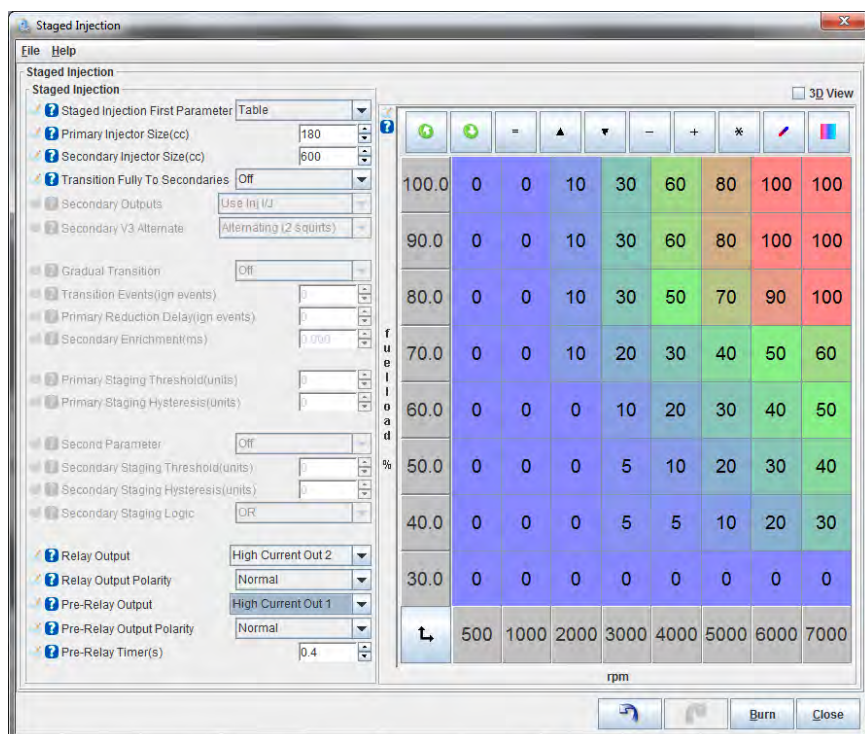 Staged Injection
File Help
Staged Injection
Staged Injection
3D View
Staged Injection First Parameter Table
Primary Injector Size(cc) 180
Secondary Injector Size(cc) 600
Transition Fully To Secondaries Off
Secondary Outputs Use Inj I/J
Secondary V3 Alternate Alternating (2 squirts)
Gradual Transition Off
Transition Events(ign events) 0
Primary Reduction Delay(ign events) 0
Secondary Enrichment(ms) 0.000
Primary Staging Threshold(units) 0
Primary Staging Hysteresis(units) 0
Second Parameter Off
Secondary Staging Threshold(units) 0
Secondary Staging Hysteresis(units) 0
Secondary Staging Logic OR
Relay Output High Current Out 2
Relay Output Polarity Normal
Pre-Relay Output High Current Out 1
Pre-Relay Output Polarity Normal
Pre-Relay Timer(s) 0.4
fuelload %
= − + *
100.0 0 0 10 30 60 80 100 100
90.0 0 0 10 30 60 80 100 100
80.0 0 0 10 30 50 70 90 100
70.0 0 0 10 20 30 40 50 60
60.0 0 0 0 10 20 30 40 50
50.0 0 0 0 5 10 20 30 40
40.0 0 0 0 5 5 10 20 30
30.0 0 0 0 0 0 0 0 0
500 1000 2000 3000 4000 5000 6000 7000
rpm
Burn Close